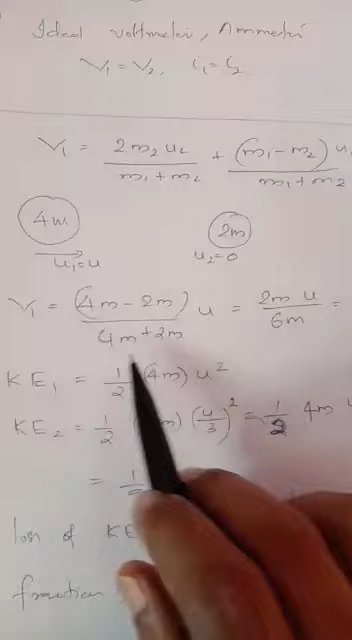 Ideal voltmeter, Ammeter
V₁ = V₂, i₁ = i₂
V₁ = 2m₂u₂/(m₁+m₂) + (m₁-m₂)u/(m₁+m₂)
4m 2m
u₁=u u₂=0
V₁ = (4m-2m)/(4m+2m) u = 2m u/6m =
KE₁ = 1/2 (4m) u²
KE₂ = 1/2 m) (u/3)² = 1/2 4m u
= 1/
loss of KE
fraction